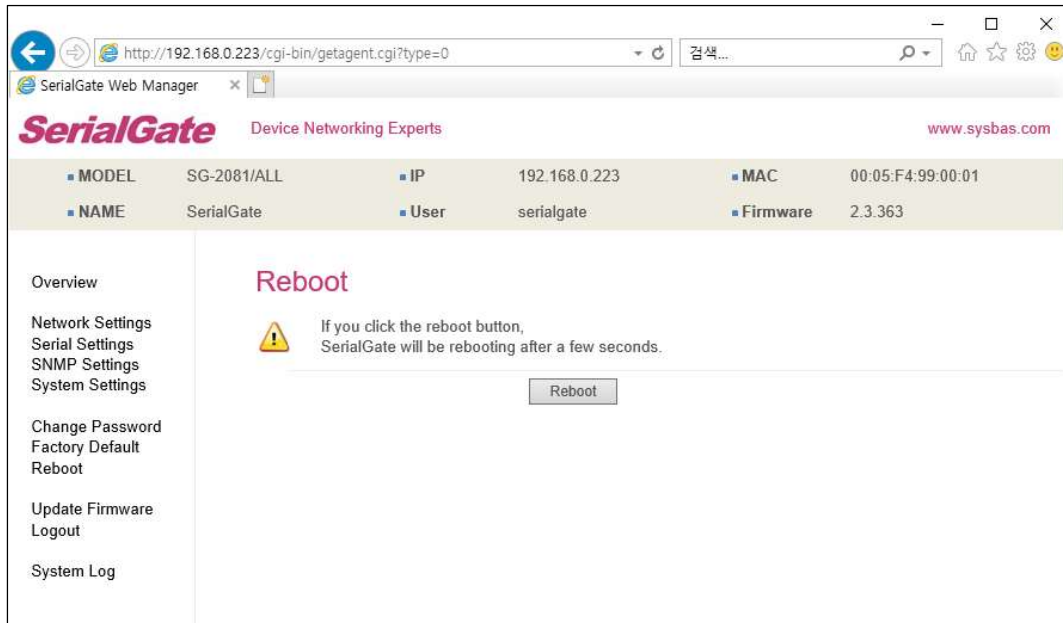 http://192.168.0.223/cgi-bin/getagent.cgi?type=0
검색...
SerialGate Web Manager
SerialGate Device Networking Experts www.sysbas.com
MODEL SG-2081/ALL IP 192.168.0.223 MAC 00:05:F4:99:00:01
NAME SerialGate User serialgate Firmware 2.3.363
Overview
Network Settings
Serial Settings
SNMP Settings
System Settings
Change Password
Factory Default
Reboot
Update Firmware
Logout
System Log
Reboot
If you click the reboot button,
SerialGate will be rebooting after a few seconds.
Reboot